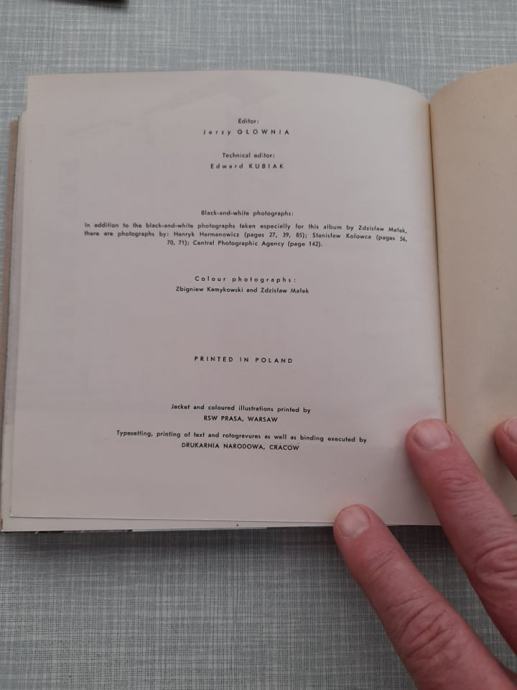 Editor:
Jerzy GLOWNIA
Technical editor:
Edward KUBIAK
Black-and-white photographs:
In addition to the black-and-white photographs taken especially for this album by Zdzisław Małek,
there are photographs by: Henryk Hermanowicz (pages 27, 39, 85); Stanisław Kolowca (pages 56,
70, 71); Central Photographic Agency (page 142).
Colour photographs:
Zbigniew Kamykowski and Zdzisław Małek
PRINTED IN POLAND
Jacket and coloured illustrations printed by
RSW PRASA, WARSAW
Typesetting, printing of text and rotogrevures as well as binding executed by
DRUKARNIA NARODOWA, CRACOW